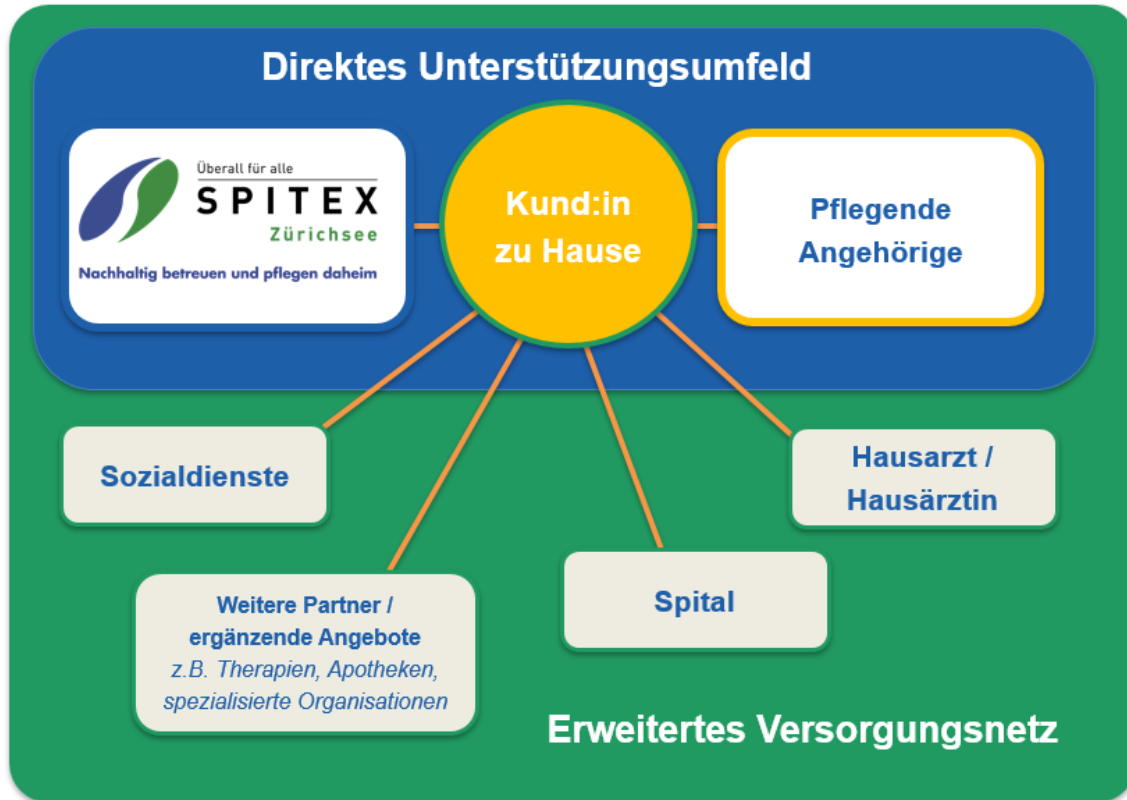 Direktes Unterstützungsumfeld
Überall für alle
SPITEX
Zürichsee
Nachhaltig betreuen und pflegen daheim
Kund:in
zu Hause
Pflegende
Angehörige
Sozialdienste
Hausarzt /
Hausärztin
Weitere Partner /
ergänzende Angebote
z.B. Therapien, Apotheken,
spezialisierte Organisationen
Spital
Erweitertes Versorgungsnetz